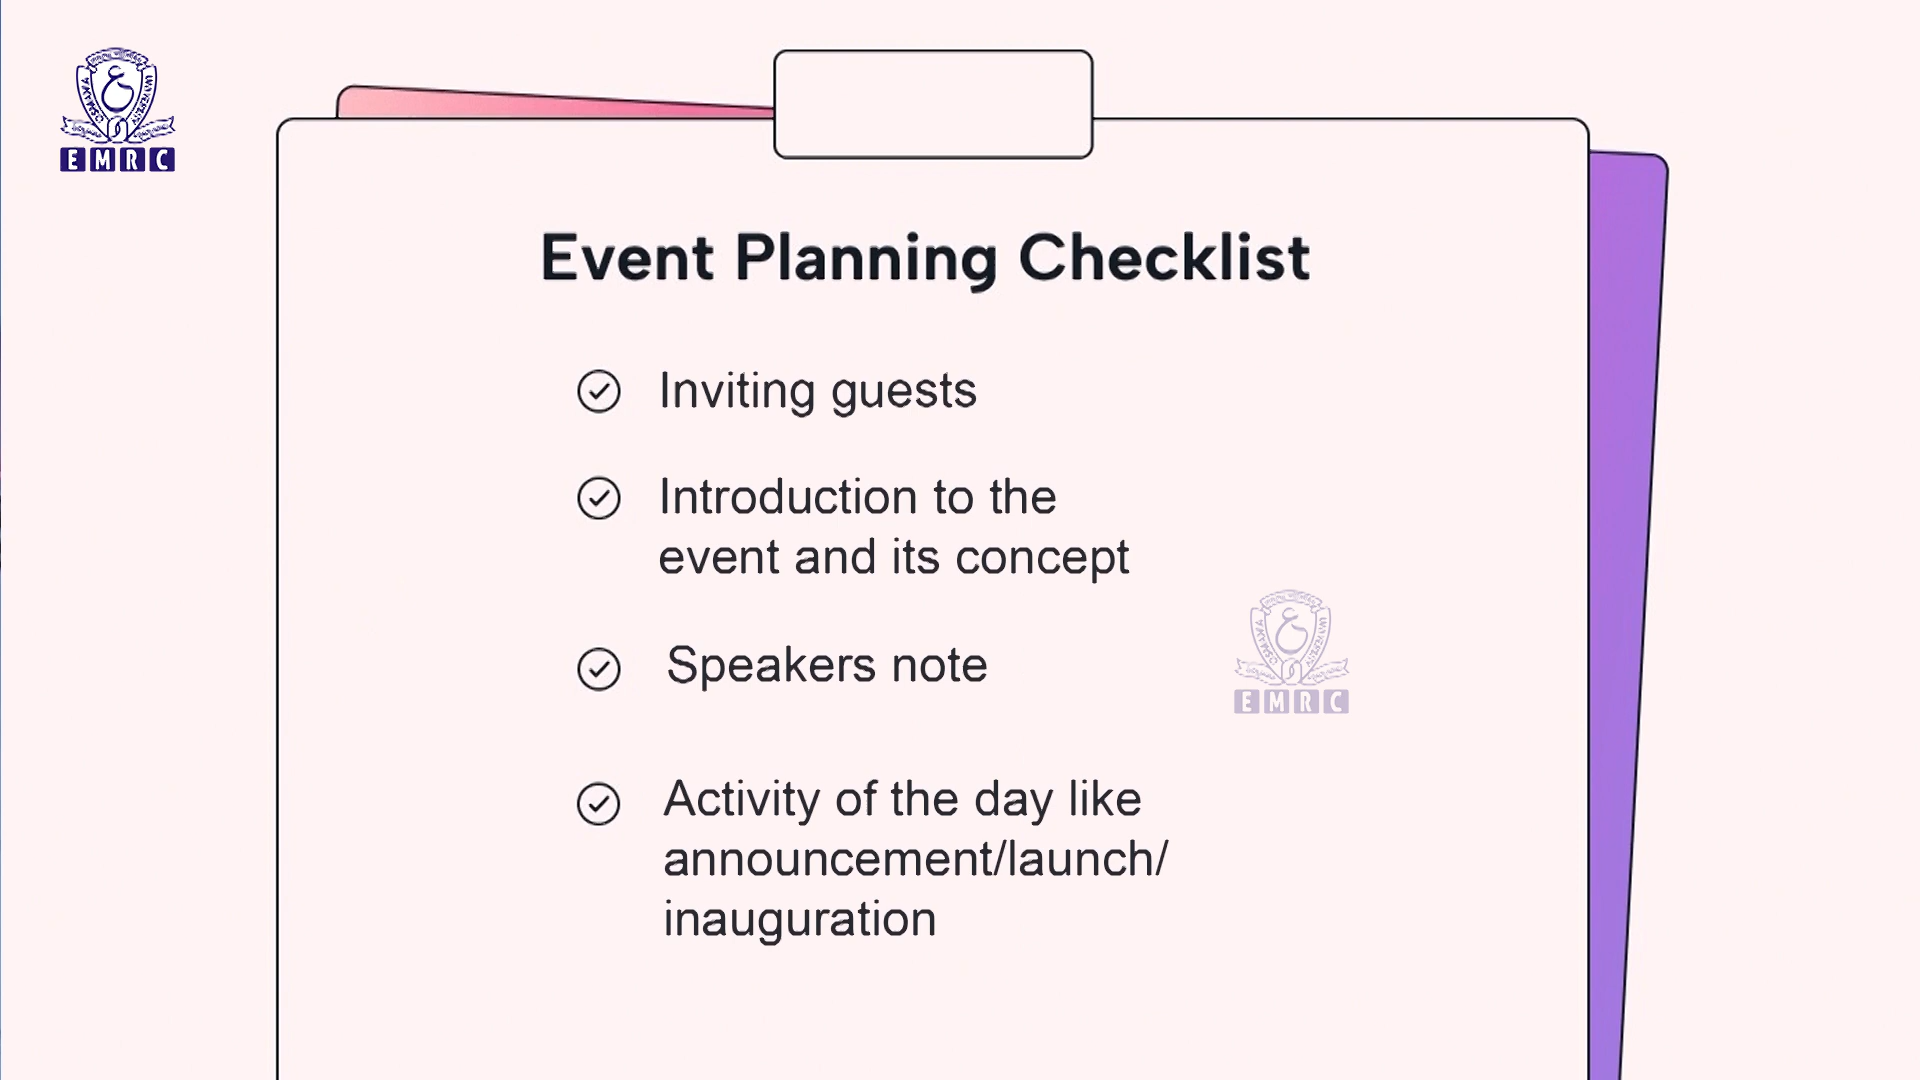 EMRC
Event Planning Checklist
Inviting guests
Introduction to the
event and its concept
Speakers note
Activity of the day like
announcement/launch/
inauguration
EMRC